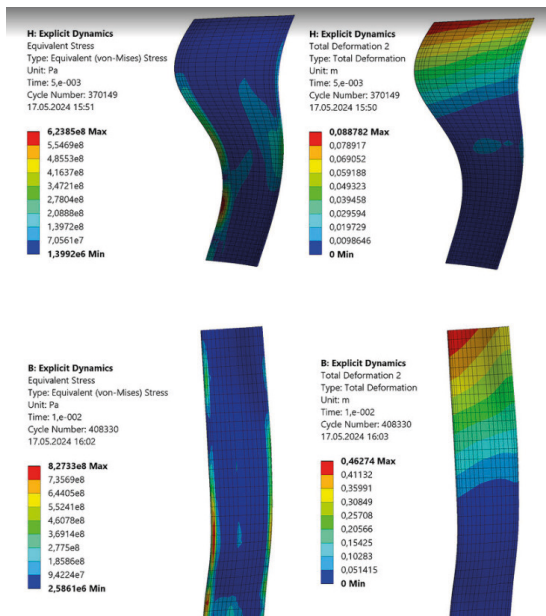 H: Explicit Dynamics
Equivalent Stress
Type: Equivalent (von-Mises) Stress
Unit: Pa
Time: 5,e-003
Cycle Number: 370149
17.05.2024 15:51
6,2385e8 Max
5,5469e8
4,8553e8
4,1637e8
3,4721e8
2,7804e8
2,0888e8
1,3972e8
7,0561e7
1,3992e6 Min
H: Explicit Dynamics
Total Deformation 2
Type: Total Deformation
Unit: m
Time: 5,e-003
Cycle Number: 370149
17.05.2024 15:50
0,088782 Max
0,078917
0,069052
0,059188
0,049323
0,039458
0,029594
0,019729
0,0098646
0 Min
B: Explicit Dynamics
Equivalent Stress
Type: Equivalent (von-Mises) Stress
Unit: Pa
Time: 1,e-002
Cycle Number: 408330
17.05.2024 16:02
8,2733e8 Max
7,3569e8
6,4405e8
5,5241e8
4,6078e8
3,6914e8
2,775e8
1,8586e8
9,4224e7
2,5861e6 Min
B: Explicit Dynamics
Total Deformation 2
Type: Total Deformation
Unit: m
Time: 1,e-002
Cycle Number: 408330
17.05.2024 16:03
0,46274 Max
0,41132
0,35991
0,30849
0,25708
0,20566
0,15425
0,10283
0,051415
0 Min